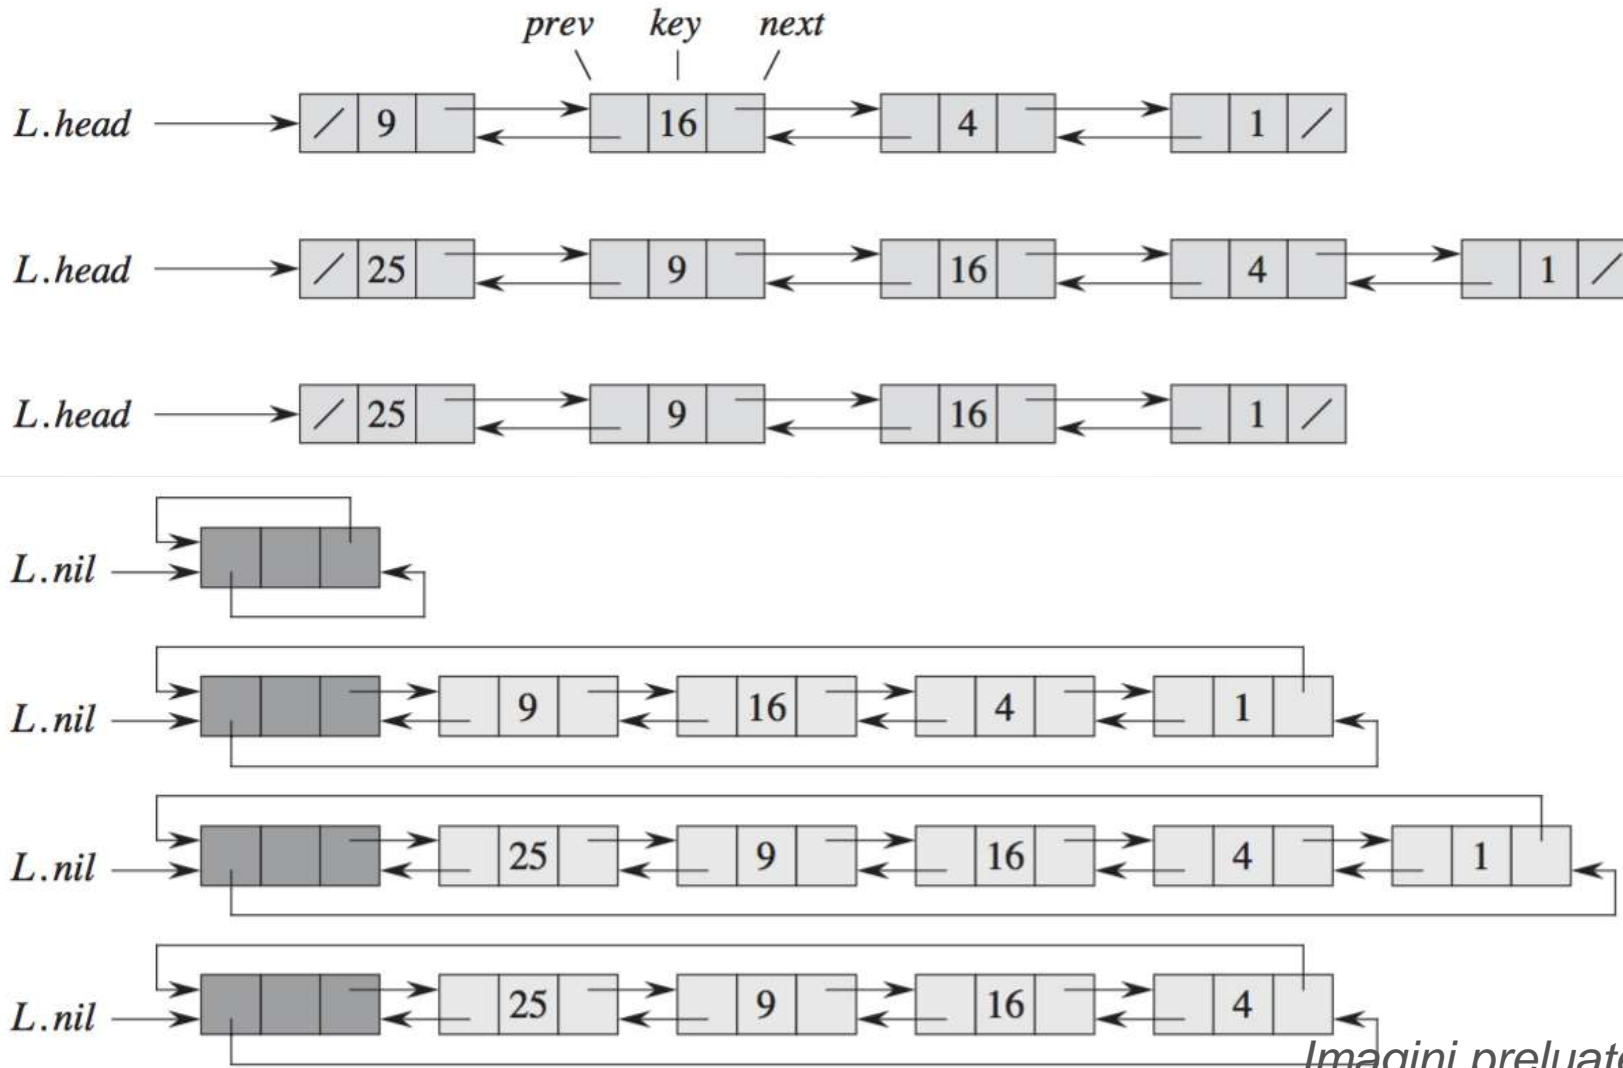 prev key next
L.head / 9 16 4 1 /
L.head / 25 9 16 4 1 /
L.head / 25 9 16 1 /
L.nil
L.nil 9 16 4 1
L.nil 25 9 16 4 1
L.nil 25 9 16 4
Imagini preluate